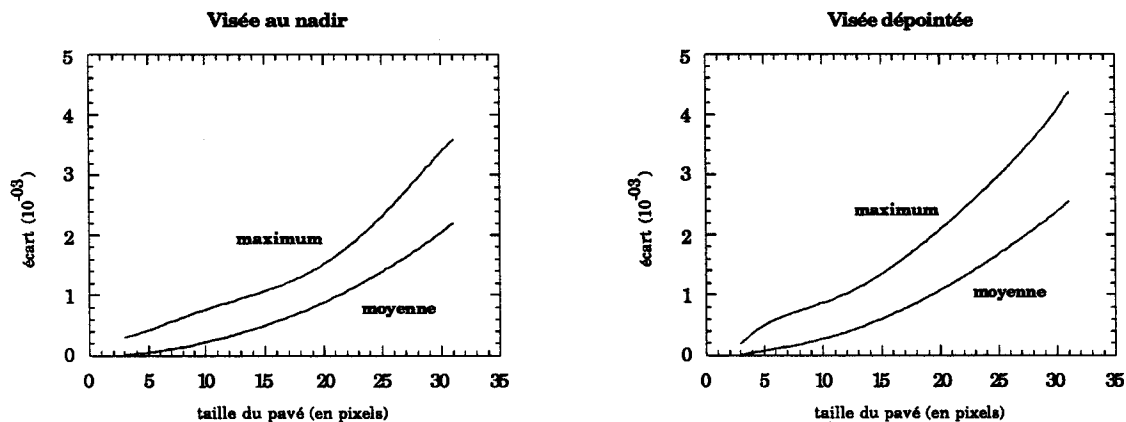 Visée au nadir
5
4
3
2
1
0
écart (10⁻⁰³)
maximum
moyenne
0 5 10 15 20 25 30 35
taille du pavé (en pixels)
Visée dépointée
5
4
3
2
1
0
écart (10⁻⁰³)
maximum
moyenne
0 5 10 15 20 25 30 35
taille du pavé (en pixels)